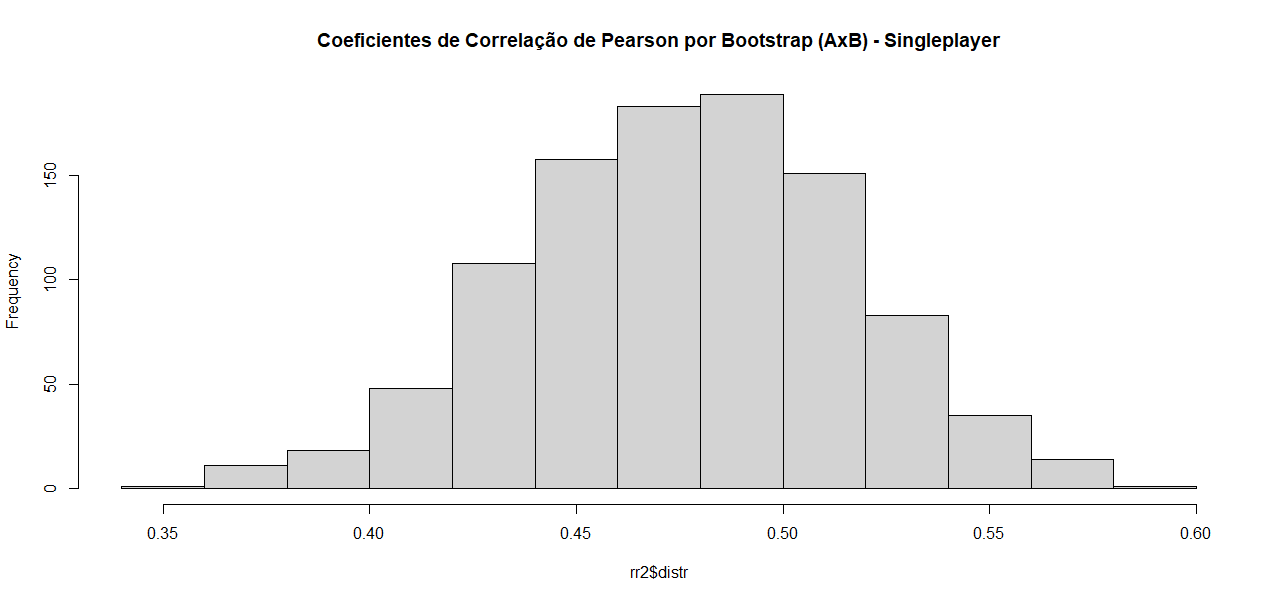 Coeficientes de Correlação de Pearson por Bootstrap (AxB) - Singleplayer
Frequency
150
100
50
0
0.35 0.40 0.45 0.50 0.55 0.60
rr2$distr